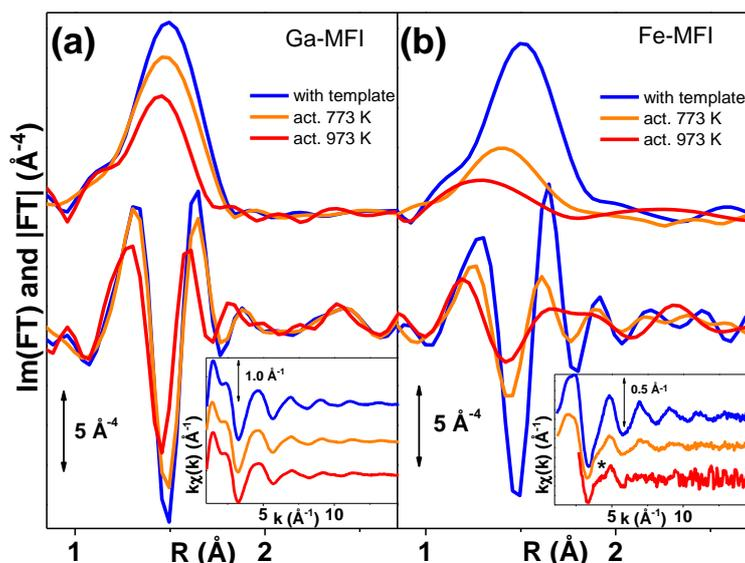 Im(FT) and |FT| (Å⁻⁴)
(a)
Ga-MFI
with template
act. 773 K
act. 973 K
5 Å⁻⁴
1.0 Å⁻¹
kχ(k) (Å⁻¹)
5 k (Å⁻¹) 10
1 R (Å) 2
(b)
Fe-MFI
with template
act. 773 K
act. 973 K
5 Å⁻⁴
0.5 Å⁻¹
*
kχ(k) (Å⁻¹)
5 k (Å⁻¹) 10
1 R (Å) 2